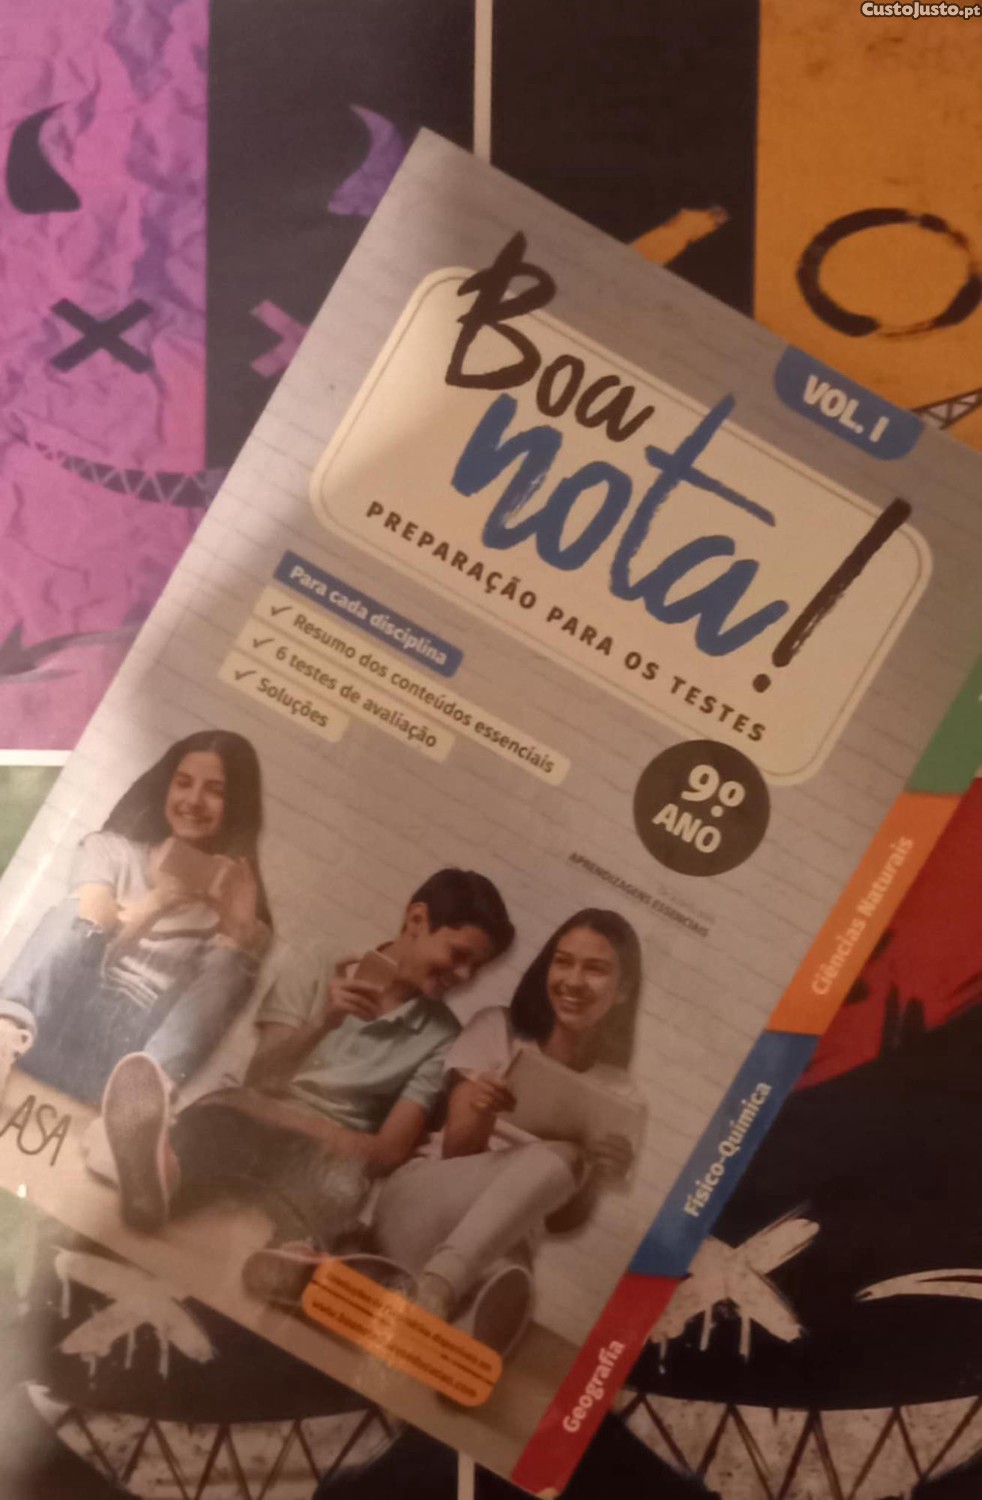 CustoJusto.pt
VOL. I
Boa
nota!
PREPARAÇÃO PARA OS TESTES
Para cada disciplina
✓ Resumo dos conteúdos essenciais
✓ 6 testes de avaliação
✓ Soluções
9.º
ANO
APRENDIZAGENS ESSENCIAIS
Ciências Naturais
Físico-Química
Geografia
ASA